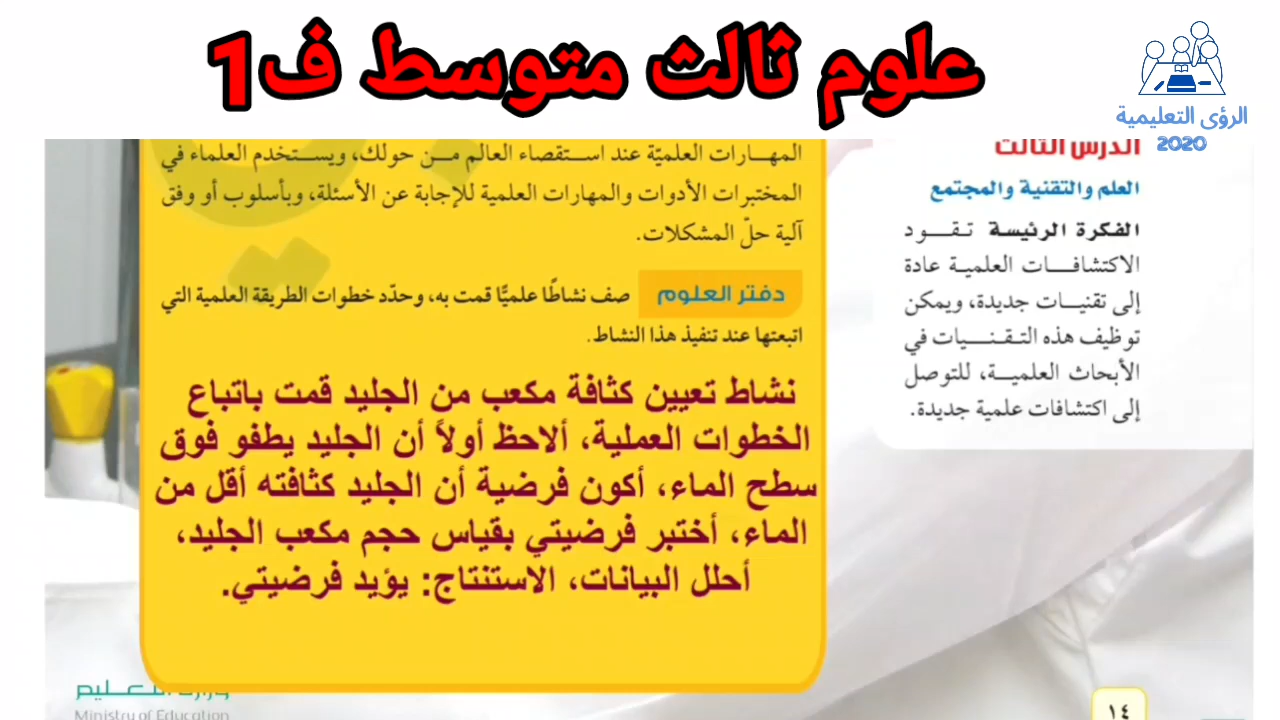 علوم ثالث متوسط ف1
الرؤى التعليمية
2020
الدرس الثالث
العلم والتقنية والمجتمع
الفكرة الرئيسة تقود
الاكتشافات العلمية عادة
إلى تقنيات جديدة، ويمكن
توظيف هذه التقنيات في
الأبحاث العلمية، للتوصل
إلى اكتشافات علمية جديدة.
المهارات العلميّة عند استقصاء العالم من حولك، ويستخدم العلماء في
المختبرات الأدوات والمهارات العلمية للإجابة عن الأسئلة، وبأسلوب أو وفق
آلية حلّ المشكلات.
دفتر العلوم صف نشاطًا علميًّا قمت به، وحدّد خطوات الطريقة العلمية التي
اتبعتها عند تنفيذ هذا النشاط.
نشاط تعيين كثافة مكعب من الجليد قمت باتباع
الخطوات العملية، ألاحظ أولاً أن الجليد يطفو فوق
سطح الماء، أكون فرضية أن الجليد كثافته أقل من
الماء، أختبر فرضيتي بقياس حجم مكعب الجليد،
أحلل البيانات، الاستنتاج: يؤيد فرضيتي.
وزارة التعليم
Ministry of Education
١٤